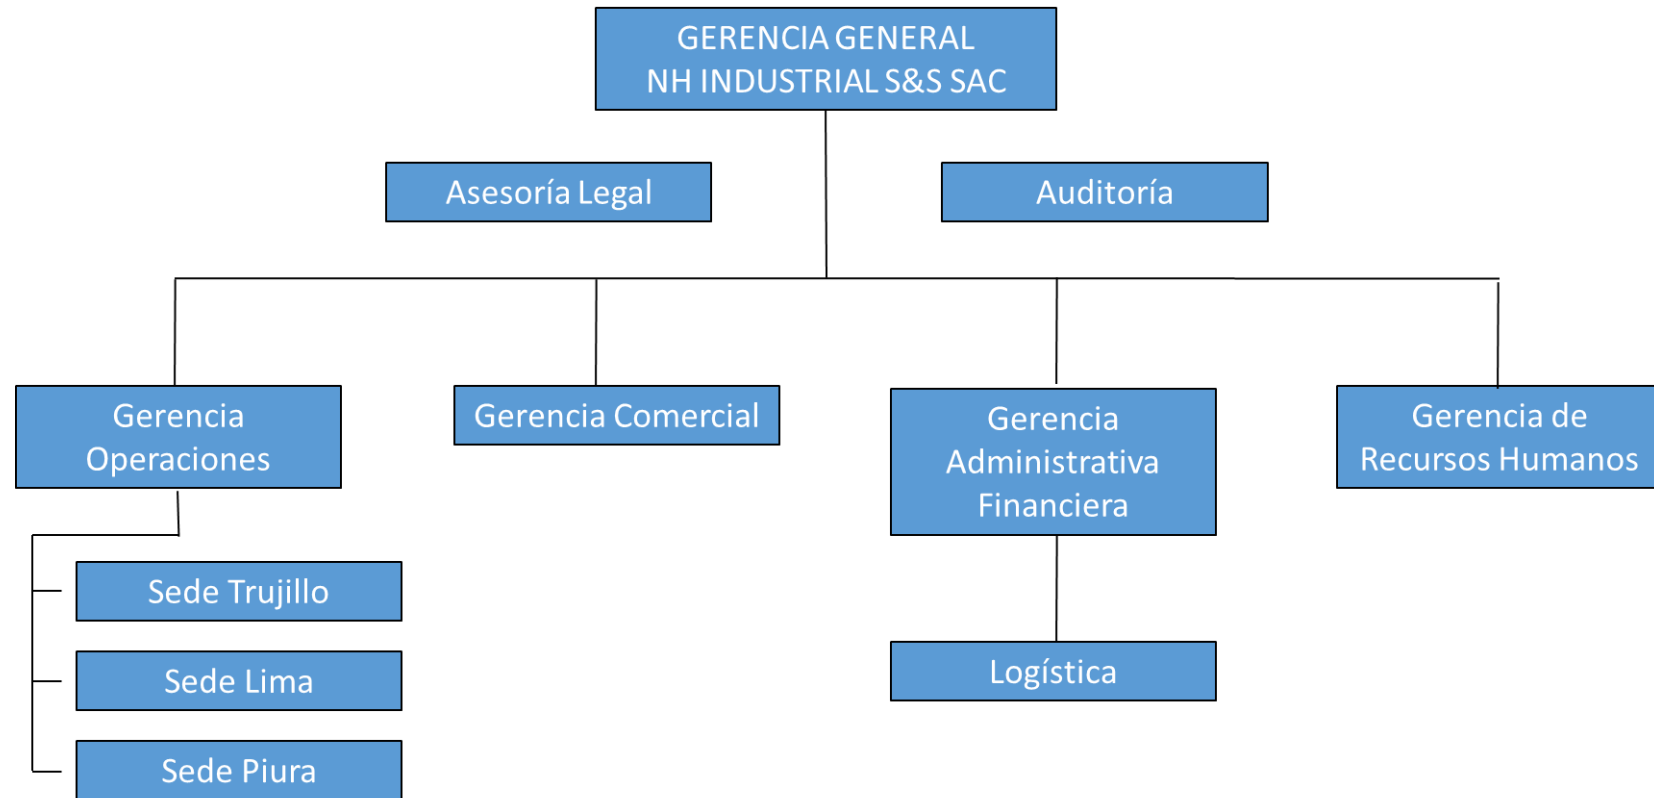 GERENCIA GENERAL
NH INDUSTRIAL S&S SAC
Asesoría Legal
Auditoría
Gerencia
Operaciones
Gerencia Comercial
Gerencia
Administrativa
Financiera
Gerencia de
Recursos Humanos
Sede Trujillo
Sede Lima
Sede Piura
Logística